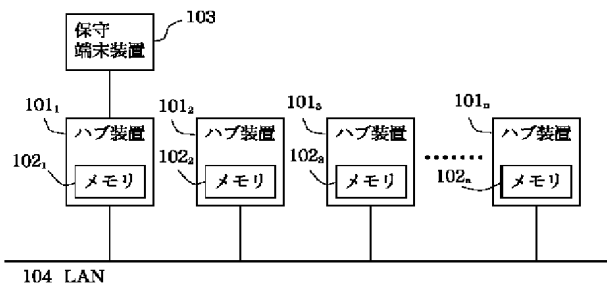 保守
端末装置
103
101₁
ハブ装置
102₁
メモリ
101₂
ハブ装置
102₂
メモリ
101₃
ハブ装置
102₃
メモリ
101ₙ
ハブ装置
102ₙ
メモリ
104 LAN